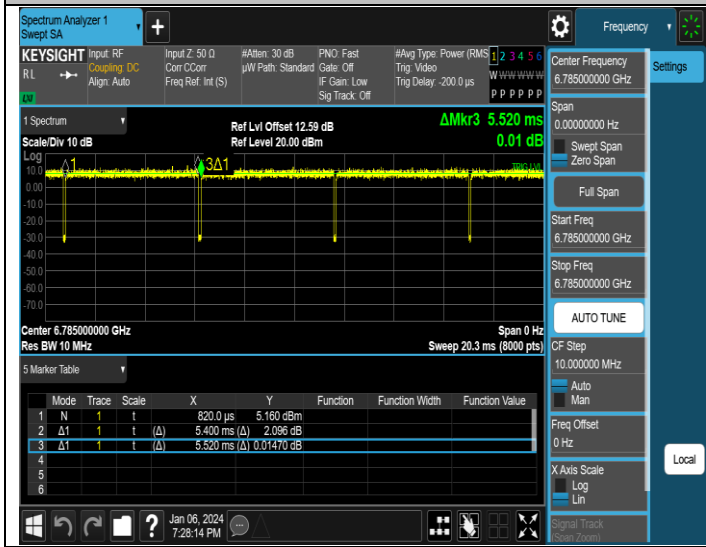 Spectrum Analyzer 1
Swept SA
+
Frequency
KEYSIGHT
RL
LXI
Input: RF
Coupling: DC
Align: Auto
Input Z: 50 Ω
Corr CCorr
Freq Ref: Int (S)
#Atten: 30 dB
µW Path: Standard
PNO: Fast
Gate: Off
IF Gain: Low
Sig Track: Off
#Avg Type: Power (RMS
Trig: Video
Trig Delay: -200.0 µs
1 2 3 4 5 6
W W W W W W
P P P P P P
Center Frequency
6.785000000 GHz
Settings
Span
0.00000000 Hz
Swept Span
Zero Span
Full Span
Start Freq
6.785000000 GHz
Stop Freq
6.785000000 GHz
AUTO TUNE
CF Step
10.000000 MHz
Auto
Man
Freq Offset
0 Hz
X Axis Scale
Log
Lin
Signal Track
(Span Zoom)
Local
1 Spectrum
Scale/Div 10 dB
Log
Ref Lvl Offset 12.59 dB
Ref Level 20.00 dBm
ΔMkr3 5.520 ms
0.01 dB
1
3Δ1
TRIG LVL
10.0
0.00
-10.0
-20.0
-30.0
-40.0
-50.0
-60.0
-70.0
Center 6.785000000 GHz
Span 0 Hz
Res BW 10 MHz
Sweep 20.3 ms (8000 pts)
5 Marker Table
Mode Trace Scale X Y Function Function Width Function Value
1 N 1 t 820.0 µs 5.160 dBm
2 Δ1 1 t (Δ) 5.400 ms (Δ) 2.096 dB
3 Δ1 1 t (Δ) 5.520 ms (Δ) 0.01470 dB
4
5
6
?
Jan 06, 2024
7:28:14 PM